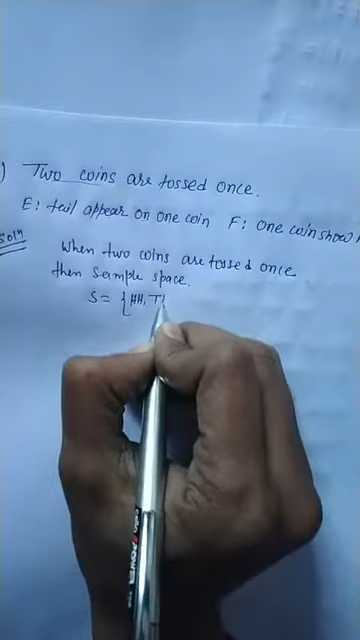 ) Two coins are tossed once.
E: tail appear on one coin F: one coin show
Soln
When two coins are tossed once
then sample space.
S = {HH, T
POWER